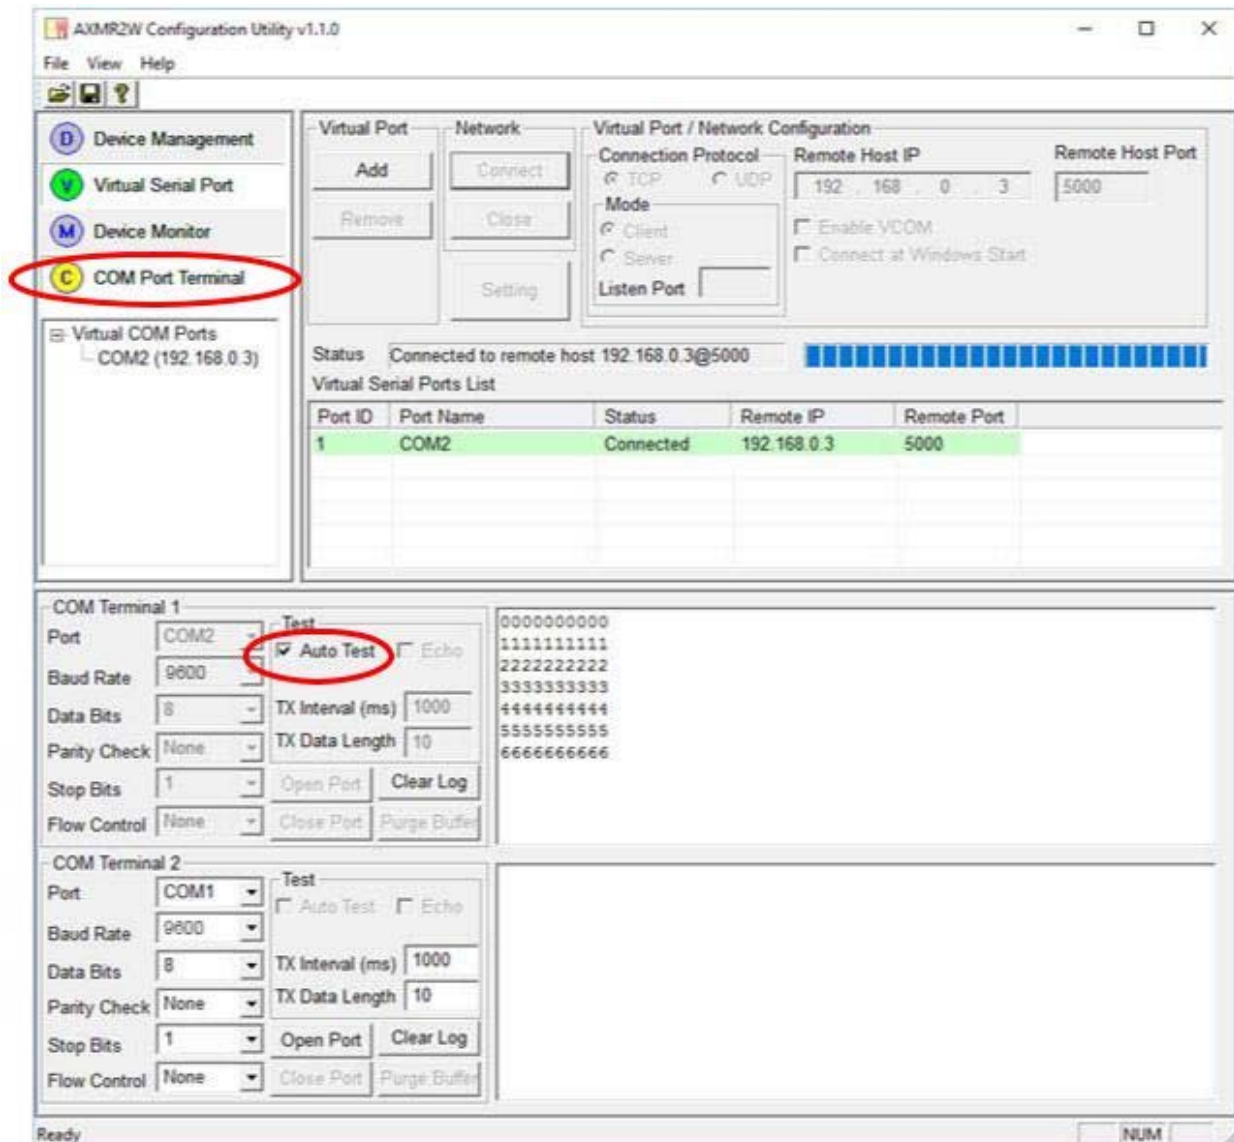 AXMR2W Configuration Utility v1.1.0
File View Help
D Device Management
V Virtual Serial Port
M Device Monitor
C COM Port Terminal
Virtual COM Ports
COM2 (192.168.0.3)
Virtual Port
Add
Remove
Network
Connect
Close
Setting
Virtual Port / Network Configuration
Connection Protocol
TCP UDP
Mode
Client
Server
Listen Port
Remote Host IP
192 . 168 . 0 . 3
Remote Host Port
5000
Enable VCOM
Connect at Windows Start
Status Connected to remote host 192.168.0.3@5000
Virtual Serial Ports List
Port ID Port Name Status Remote IP Remote Port
1 COM2 Connected 192.168.0.3 5000
COM Terminal 1
Port COM2
Baud Rate 9600
Data Bits 8
Parity Check None
Stop Bits 1
Flow Control None
Test
Auto Test Echo
TX Interval (ms) 1000
TX Data Length 10
Open Port Clear Log
Close Port Purge Buffer
0000000000
1111111111
2222222222
3333333333
4444444444
5555555555
6666666666
COM Terminal 2
Port COM1
Baud Rate 9600
Data Bits 8
Parity Check None
Stop Bits 1
Flow Control None
Test
Auto Test Echo
TX Interval (ms) 1000
TX Data Length 10
Open Port Clear Log
Close Port Purge Buffer
Ready
NUM